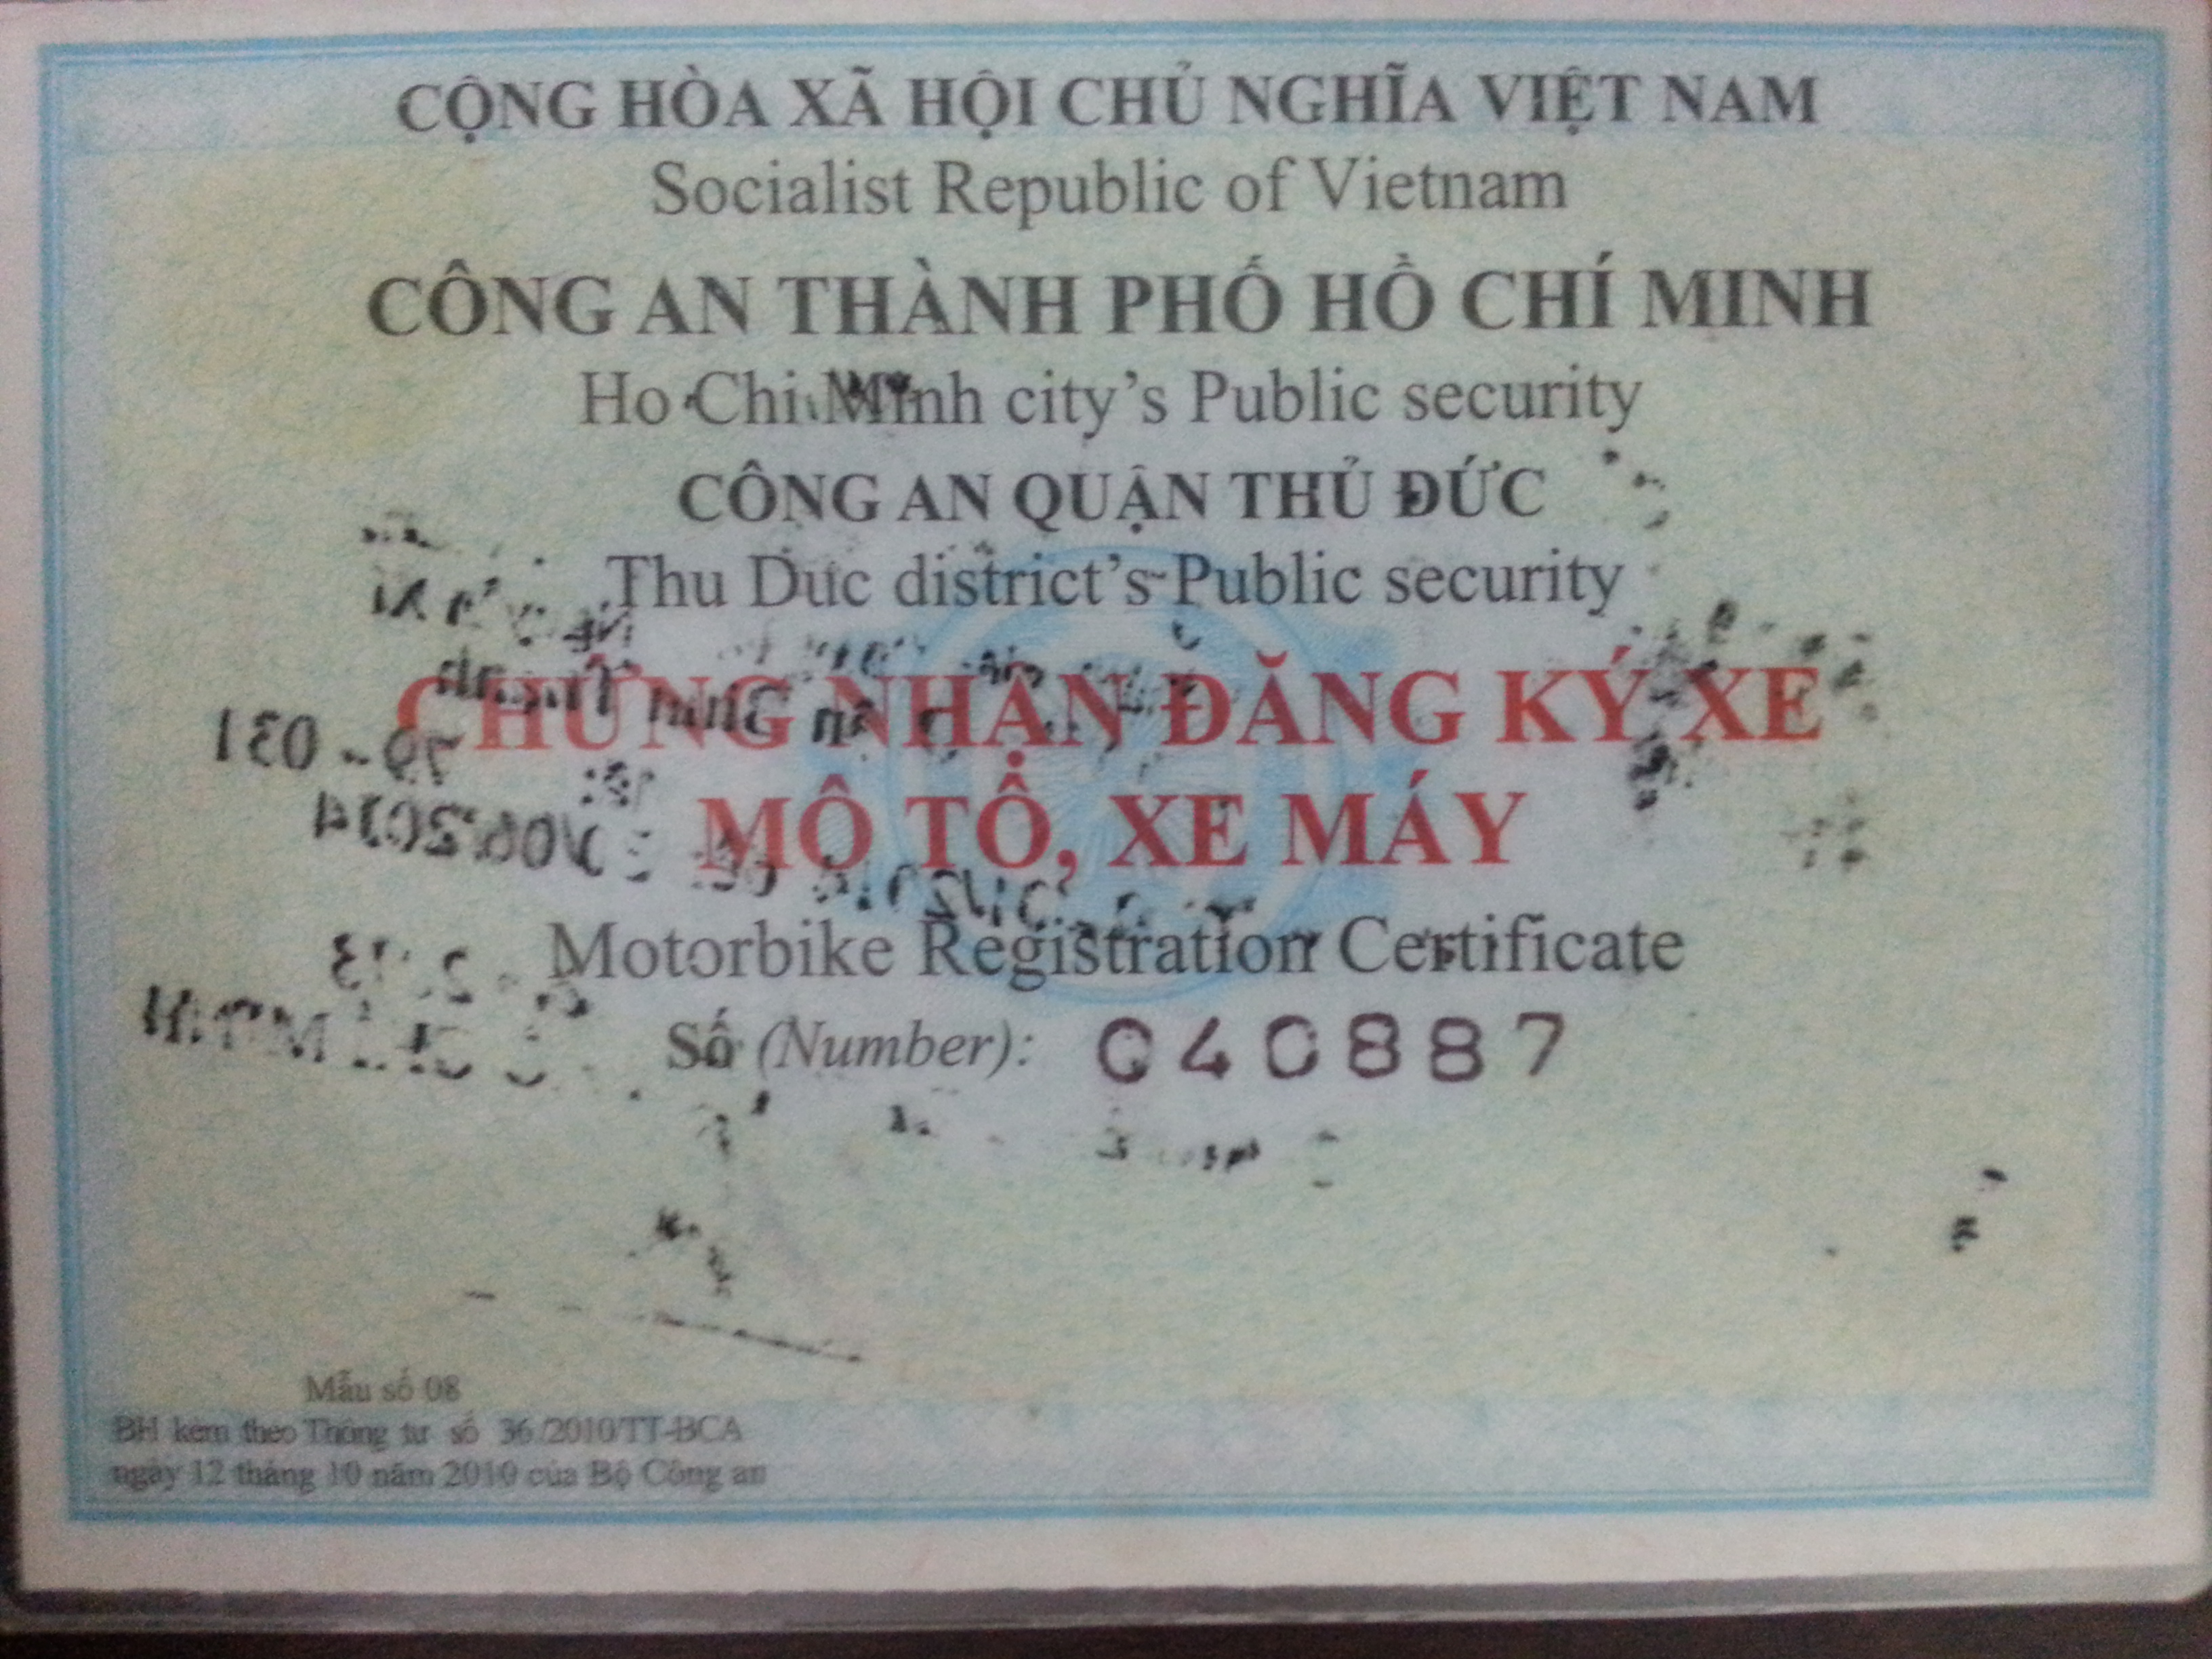 CỘNG HÒA XÃ HỘI CHỦ NGHĨA VIỆT NAM
Socialist Republic of Vietnam
CÔNG AN THÀNH PHỐ HỒ CHÍ MINH
Ho Chi Minh city's Public security
CÔNG AN QUẬN THỦ ĐỨC
Thu Duc district's Public security
CHỨNG NHẬN ĐĂNG KÝ XE
MÔ TÔ, XE MÁY
Motorbike Registration Certificate
Số (Number): 040887
Mẫu số 08
BH kèm theo Thông tư số 36/2010/TT-BCA
ngày 12 tháng 10 năm 2010 của Bộ Công an